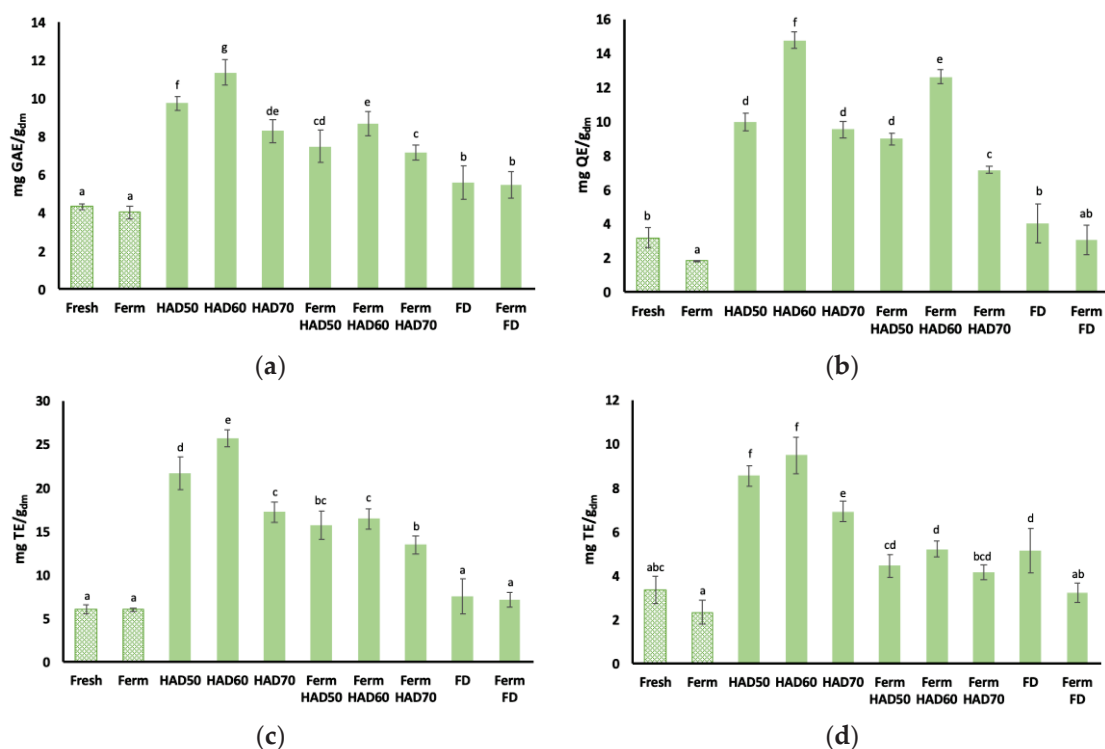 14
12
10
8
6
4
2
0
mg GAE/gdm
a
a
f
g
de
cd
e
c
b
b
Fresh Ferm HAD50 HAD60 HAD70 Ferm Ferm Ferm FD Ferm
HAD50 HAD60 HAD70 FD
(a)
16
14
12
10
8
6
4
2
0
mg QE/gdm
b
a
d
f
d
d
e
c
b
ab
Fresh Ferm HAD50 HAD60 HAD70 Ferm Ferm Ferm FD Ferm
HAD50 HAD60 HAD70 FD
(b)
30
25
20
15
10
5
0
mg TE/gdm
a
a
d
e
c
bc
c
b
a
a
Fresh Ferm HAD50 HAD60 HAD70 Ferm Ferm Ferm FD Ferm
HAD50 HAD60 HAD70 FD
(c)
12
10
8
6
4
2
0
mg TE/gdm
abc
a
f
f
e
cd
d
bcd
d
ab
Fresh Ferm HAD50 HAD60 HAD70 Ferm Ferm Ferm FD Ferm
HAD50 HAD60 HAD70 FD
(d)